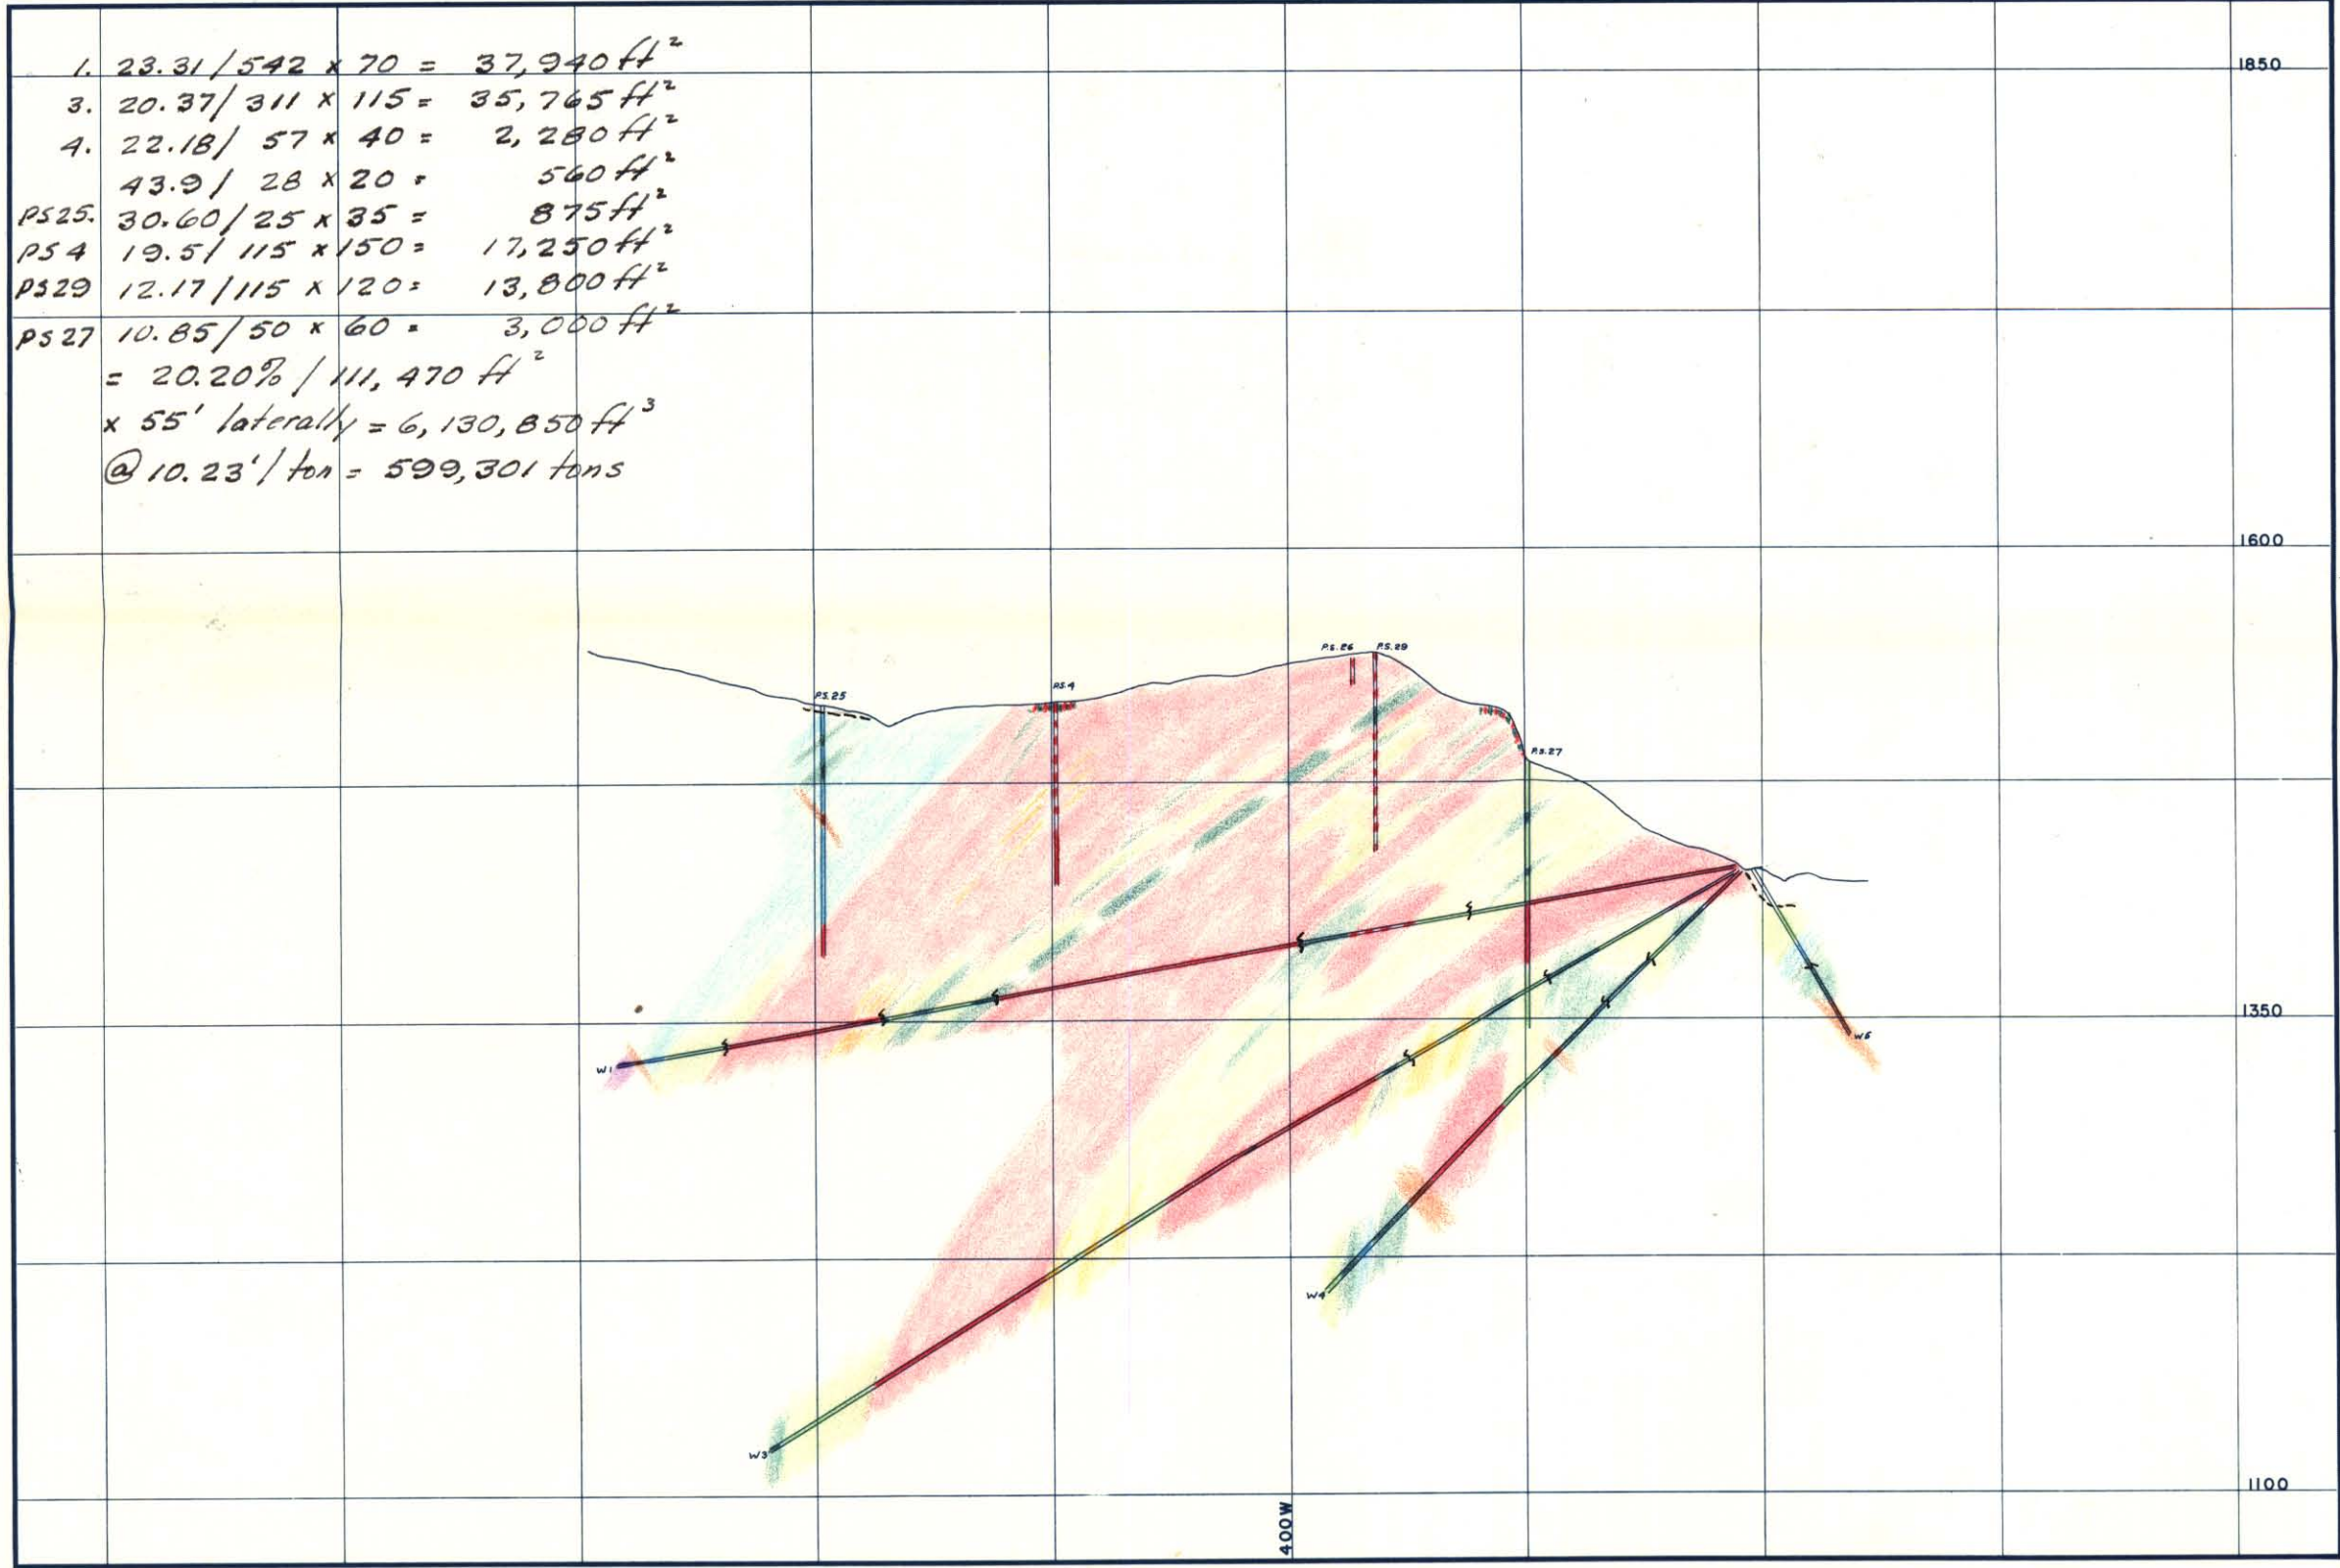 1. 23.31/542 x 70 = 37,940 ft²
3. 20.37/311 x 115 = 35,765 ft²
4. 22.18/ 57 x 40 = 2,280 ft²
43.9/ 28 x 20 = 560 ft²
PS25. 30.60/25 x 35 = 875 ft²
PS4 19.5/ 115 x 150 = 17,250 ft²
PS29 12.17/115 x 120 = 13,800 ft²
PS27 10.85/50 x 60 = 3,000 ft²
= 20.20% / 111,470 ft²
x 55' laterally = 6,130,850 ft³
@ 10.23'/ton = 599,301 tons
1850
1600
P.S.26 P.S.29
P.S.25
P.S.4
P.S.27
1350
W5
W1
W4
W3
1100
400W